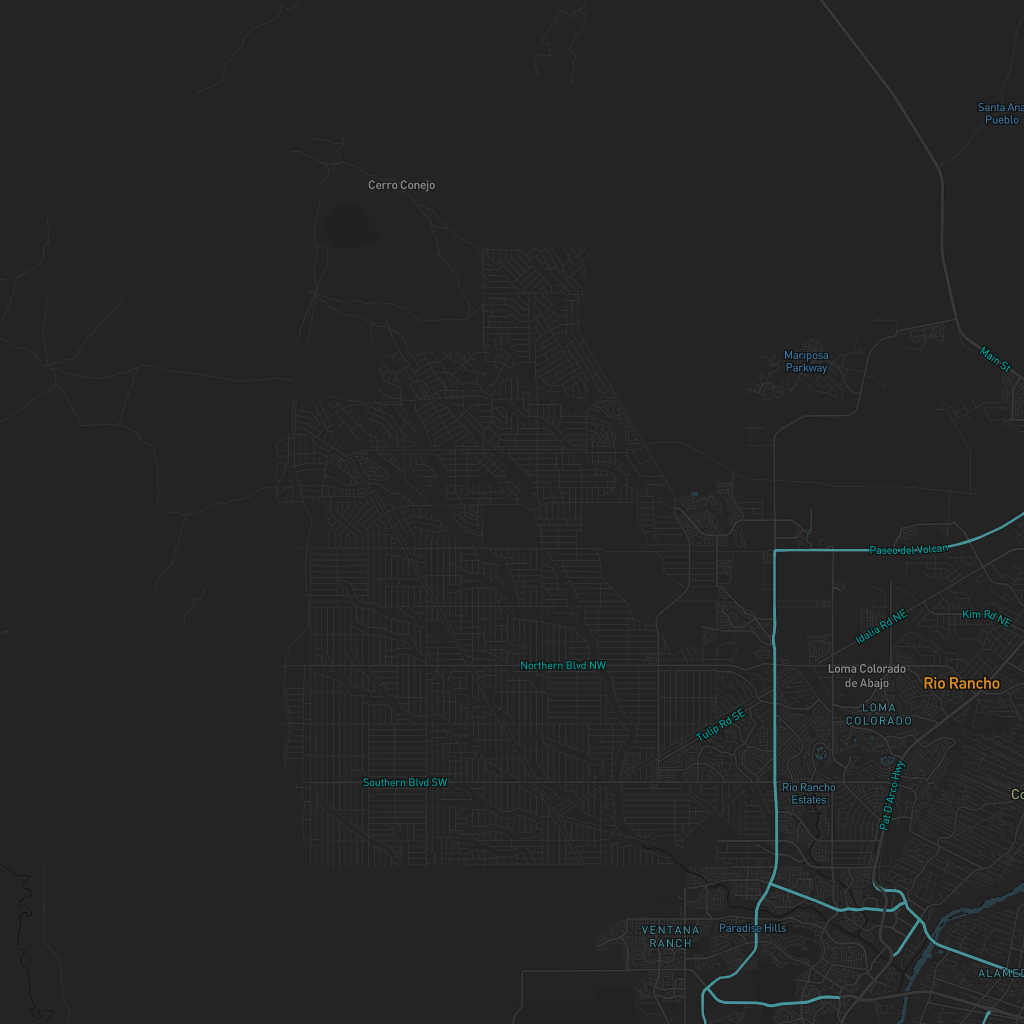 Santa Ana
Pueblo
Cerro Conejo
Main St
Mariposa
Parkway
Paseo del Volcan
Idalia Rd NE
Kim Rd NE
Northern Blvd NW
Loma Colorado
de Abajo
Rio Rancho
LOMA
COLORADO
Tulip Rd SE
Southern Blvd SW
Rio Rancho
Estates
Pat D'Arco Hwy
VENTANA
RANCH
Paradise Hills